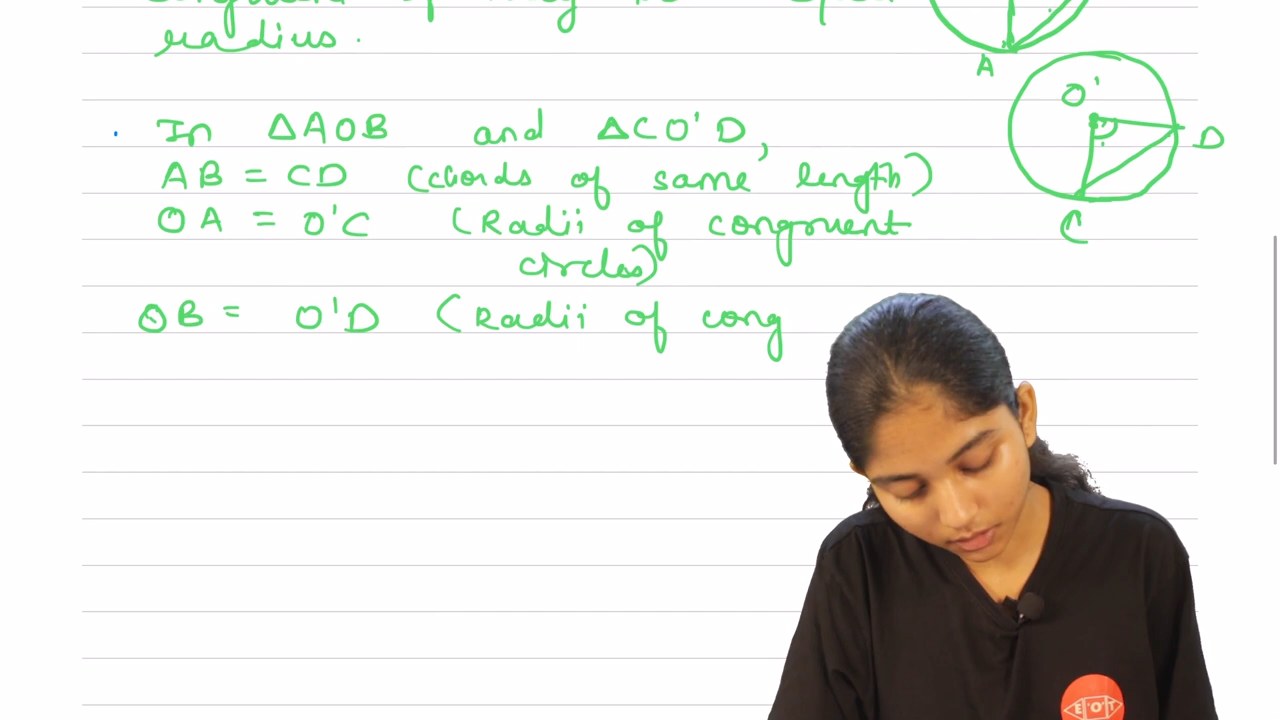 radius.
A
O'
In ΔAOB and ΔCO'D,
D
AB = CD (chords of same length)
OA = O'C (Radii of congruent
C
circles)
OB = O'D (Radii of cong
EOT